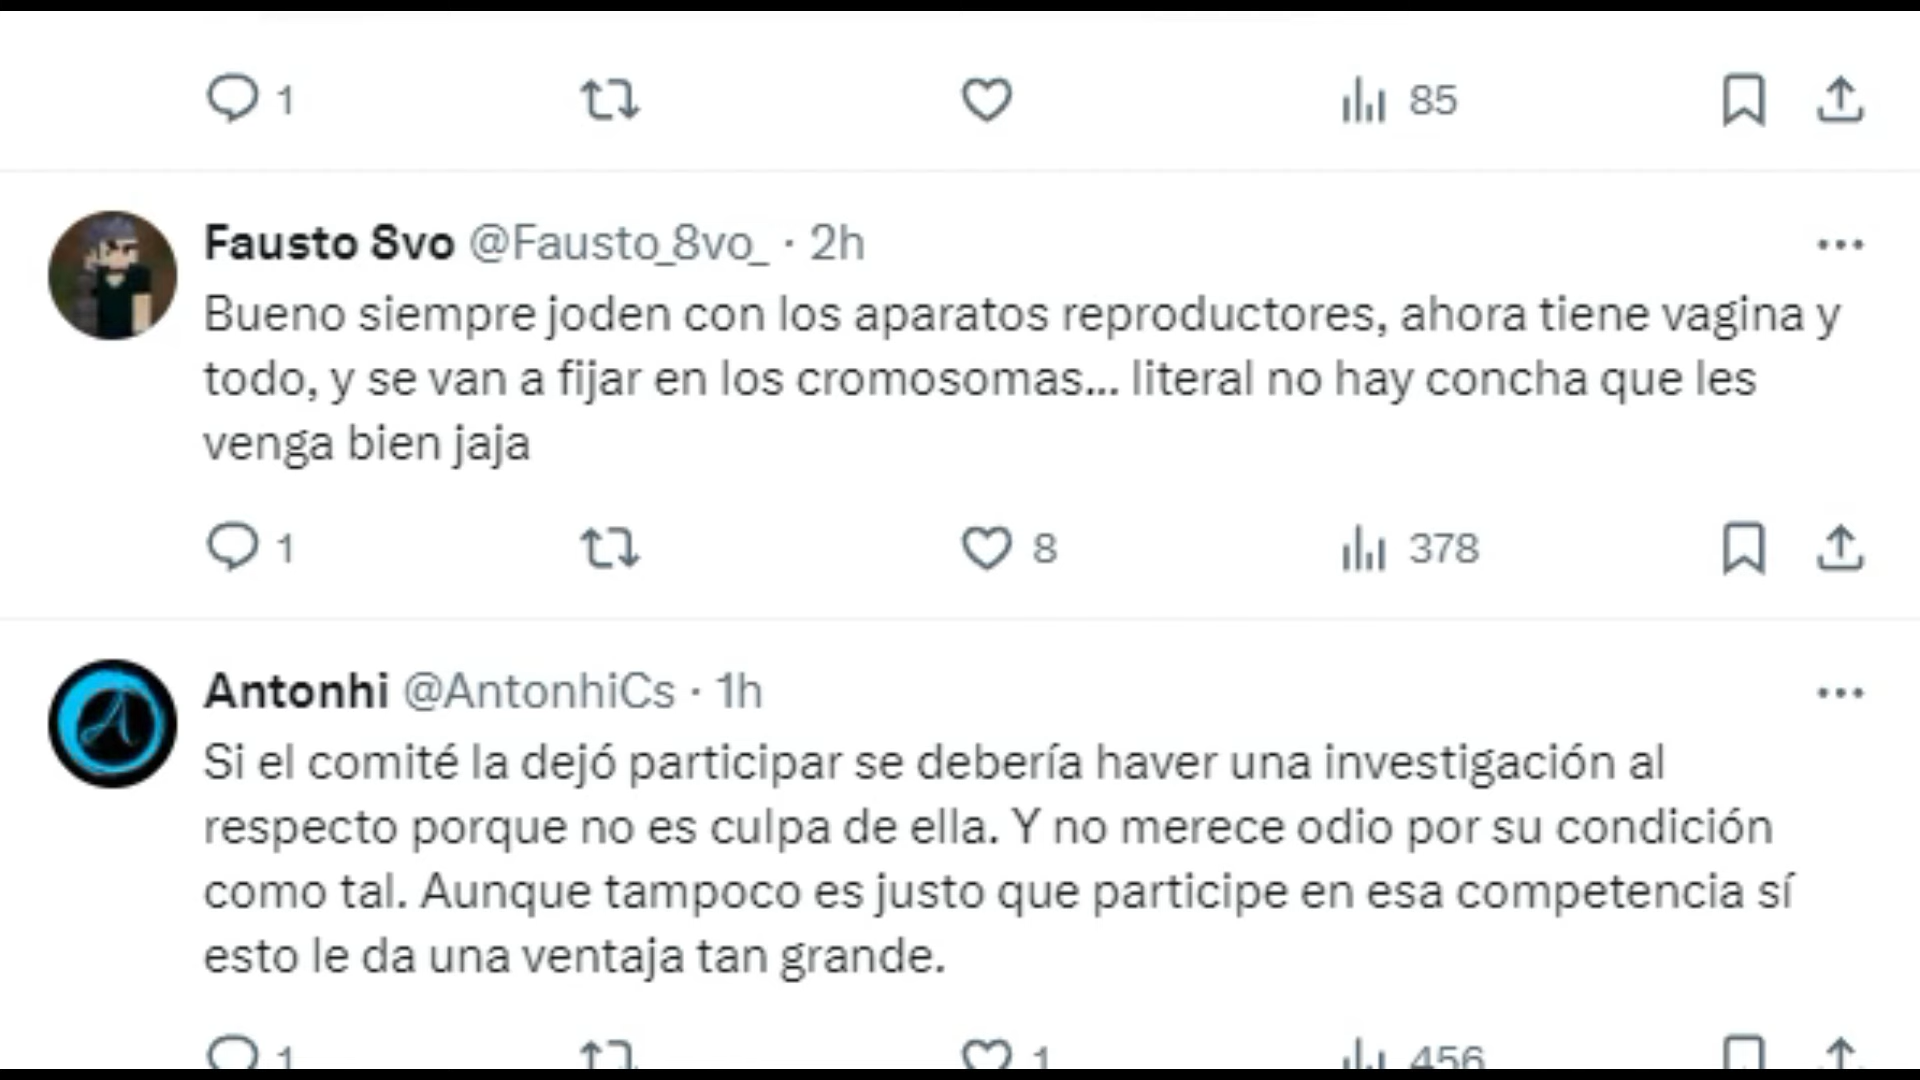 1 85
Fausto 8vo @Fausto_8vo_ · 2h
Bueno siempre joden con los aparatos reproductores, ahora tiene vagina y
todo, y se van a fijar en los cromosomas... literal no hay concha que les
venga bien jaja
1 8 378
Antonhi @AntonhiCs · 1h
Si el comité la dejó participar se debería haver una investigación al
respecto porque no es culpa de ella. Y no merece odio por su condición
como tal. Aunque tampoco es justo que participe en esa competencia sí
esto le da una ventaja tan grande.
1 1 456